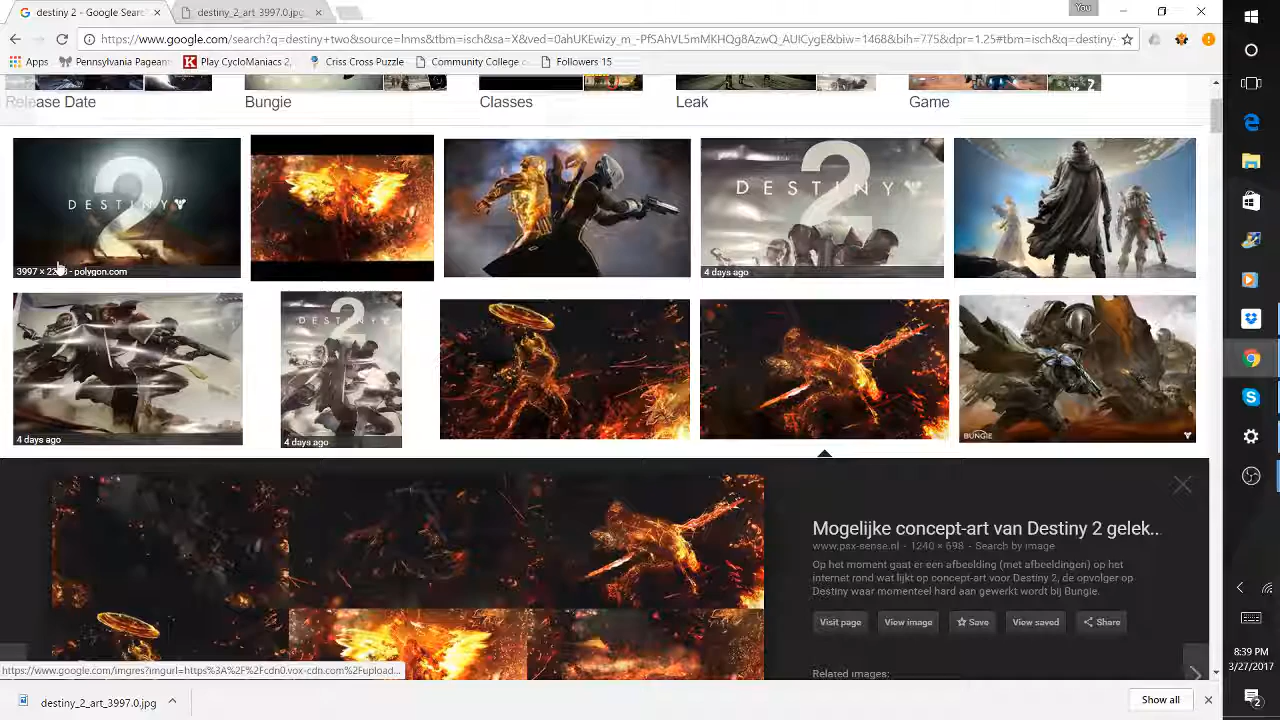 destiny 2 - Google Searc
destiny_2_art_3997.0.jpg
You
https://www.google.com/search?q=destiny+two&source=lnms&tbm=isch&sa=X&ved=0ahUKEwizy_m_-PfSAhVL5mMKHQg8AzwQ_AUICygE&biw=1468&bih=775&dpr=1.25#tbm=isch&q=destiny-
Apps
Pennsylvania Pagean
Play CycloManiacs 2,
Criss Cross Puzzle
Community College
Followers 15
Release Date
Bungie
Classes
Leak
Game
2
DESTINY
3997 × - polygon.com
2
DESTINY
4 days ago
4 days ago
2
DESTINY
4 days ago
BUNGIE
Mogelijke concept-art van Destiny 2 gelek...
www.psx-sense.nl - 1240 × 698 - Search by image
Op het moment gaat er een afbeelding (met afbeeldingen) op het
internet rond wat lijkt op concept-art voor Destiny 2, de opvolger op
Destiny waar momenteel hard aan gewerkt wordt bij Bungie.
Visit page
View image
Save
View saved
Share
Related images:
https://www.google.com/imgres?imgurl=https%3A%2F%2Fcdn0.vox-cdn.com%2Fupload...
destiny_2_art_3997.0.jpg
Show all
8:39 PM
3/27/2017
2